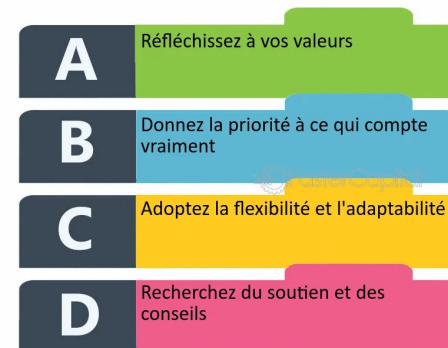 A
Réfléchissez à vos valeurs
B
Donnez la priorité à ce qui compte
vraiment
C
Adoptez la flexibilité et l'adaptabilité
D
Recherchez du soutien et des
conseils